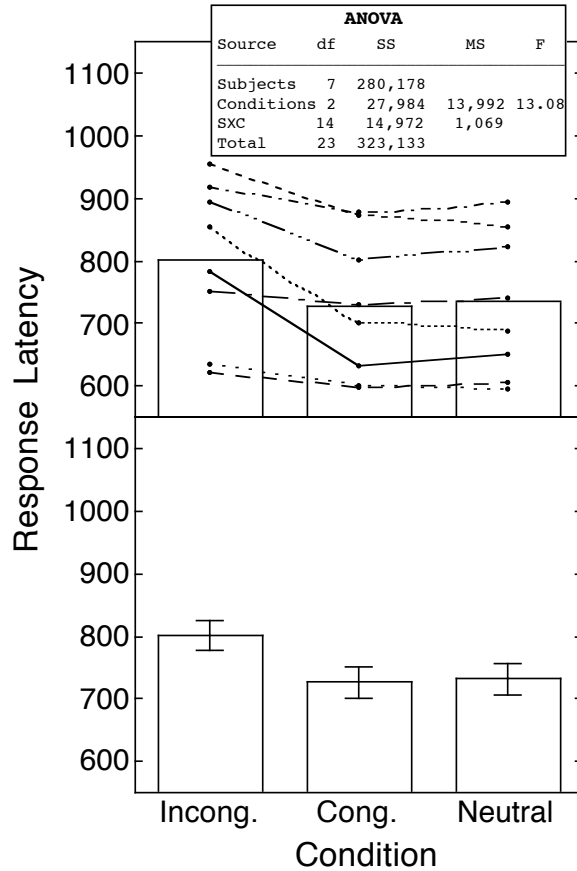 ANOVA
Source df SS MS F
Subjects 7 280,178
Conditions 2 27,984 13,992 13.08
SXC 14 14,972 1,069
Total 23 323,133
1100
1000
900
800
700
600
1100
1000
900
800
700
600
Response Latency
Incong. Cong. Neutral
Condition